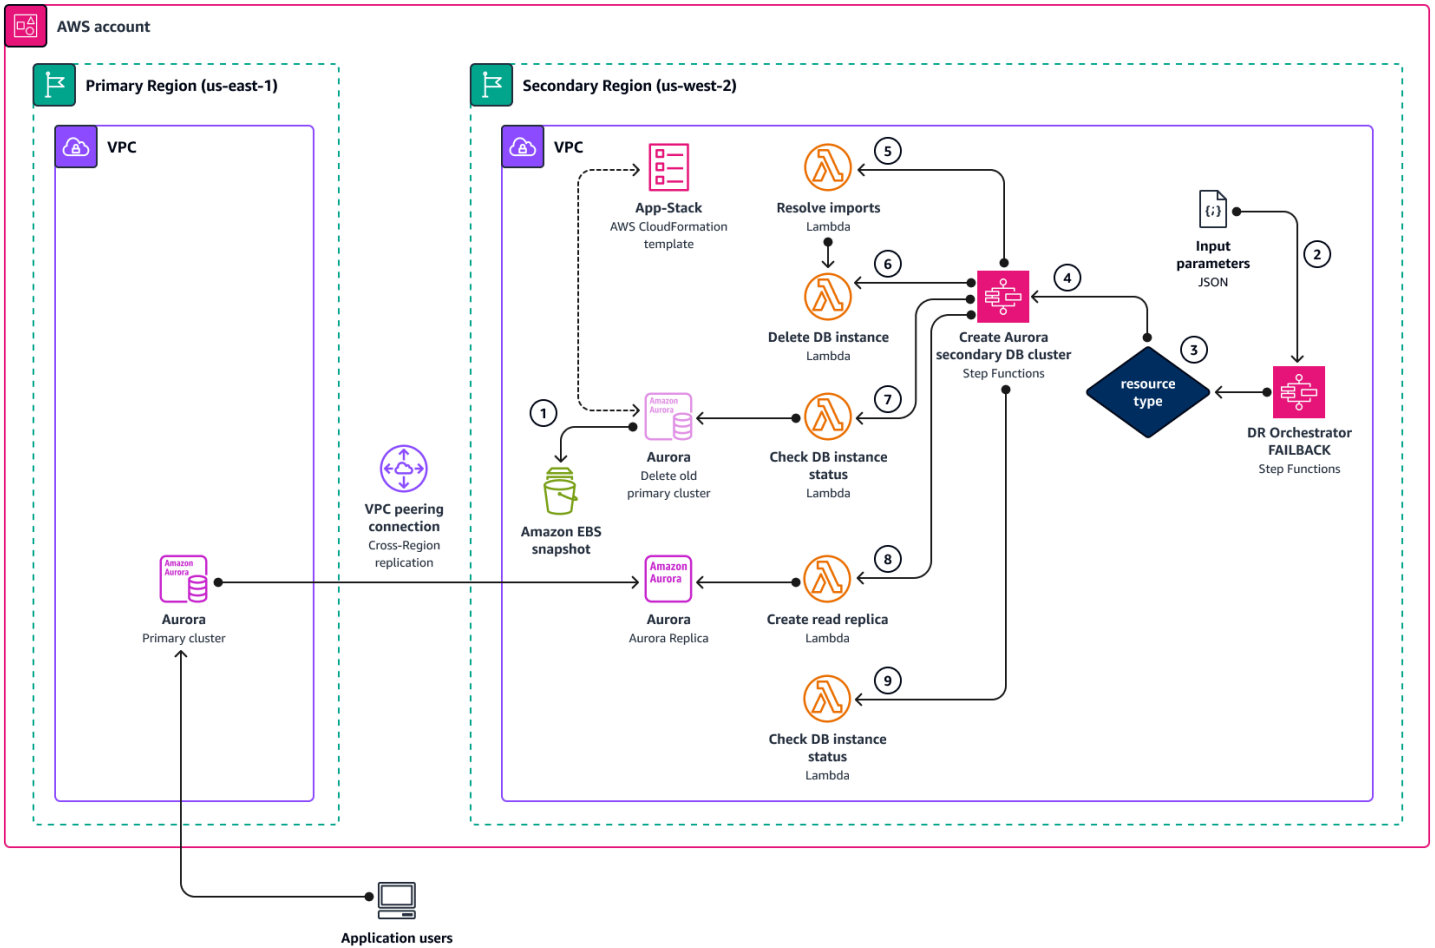 AWS account
Primary Region (us-east-1)
VPC
Secondary Region (us-west-2)
VPC
App-Stack
AWS CloudFormation
template
5
Resolve imports
Lambda
6
Delete DB instance
Lambda
4
Create Aurora
secondary DB cluster
Step Functions
{;}
Input
parameters
JSON
2
3
resource
type
DR Orchestrator
FAILBACK
Step Functions
1
Amazon
Aurora
Aurora
Delete old
primary cluster
7
Check DB instance
status
Lambda
Amazon EBS
snapshot
VPC peering
connection
Cross-Region
replication
Amazon
Aurora
Aurora
Primary cluster
Amazon
Aurora
Aurora
Aurora Replica
8
Create read replica
Lambda
9
Check DB instance
status
Lambda
Application users